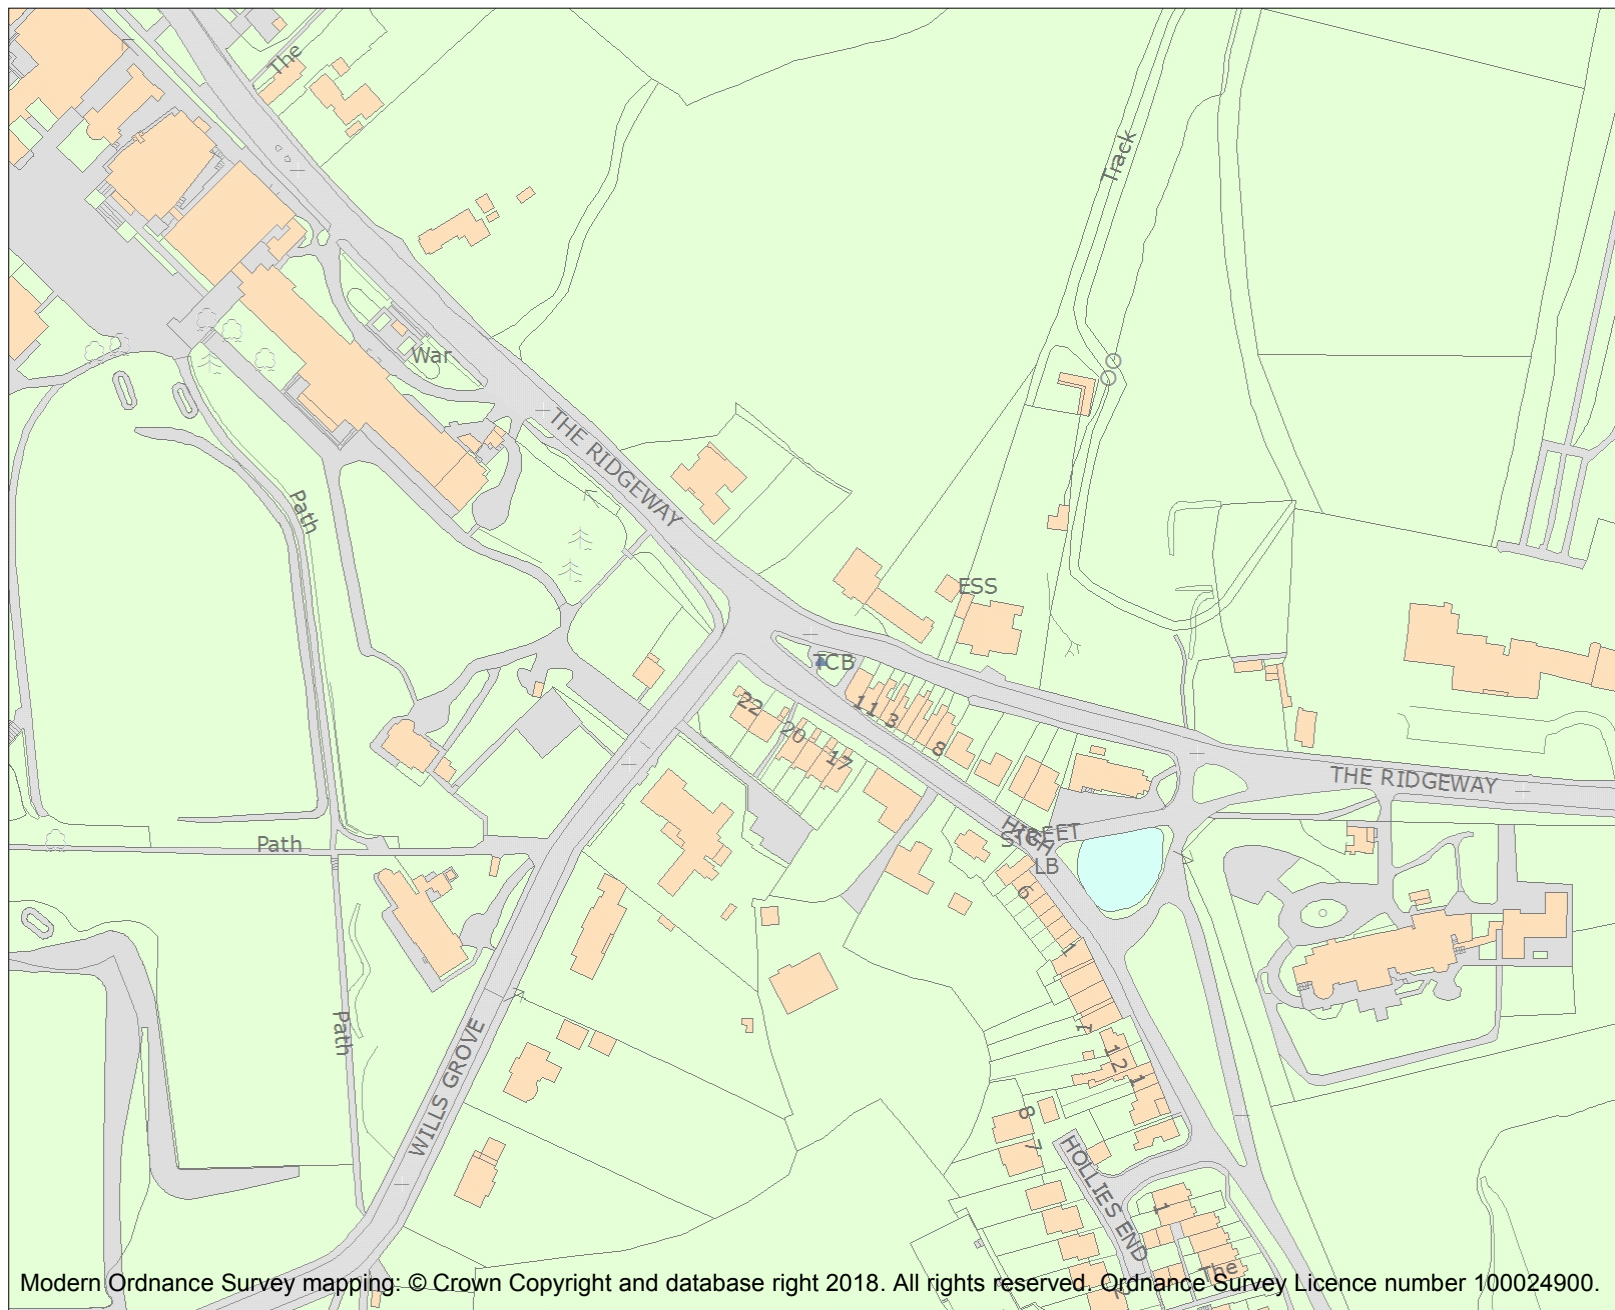 The
Track
War
THE RIDGEWAY
Path
ESS
TCB
22
11
3
20
8
17
THE RIDGEWAY
HIGH
STREET
Path
LB
6
1
Path
1
12
1
WILLS GROVE
8
7
HOLLIES END
1
The
Modern Ordnance Survey mapping: © Crown Copyright and database right 2018. All rights reserved. Ordnance Survey Licence number 100024900.